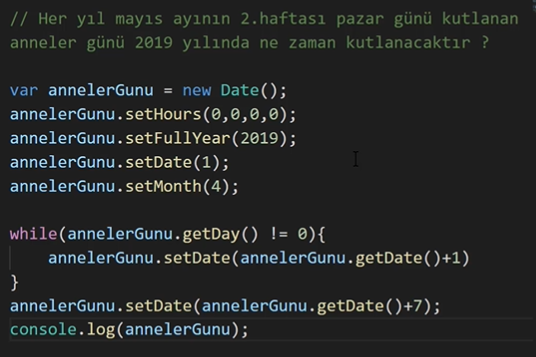 // Her yıl mayıs ayının 2.haftası pazar günü kutlanan
anneler günü 2019 yılında ne zaman kutlanacaktır ?
var annelerGunu = new Date();
annelerGunu.setHours(0,0,0,0);
annelerGunu.setFullYear(2019);
annelerGunu.setDate(1);
annelerGunu.setMonth(4);
while(annelerGunu.getDay() != 0){
    annelerGunu.setDate(annelerGunu.getDate()+1)
}
annelerGunu.setDate(annelerGunu.getDate()+7);
console.log(annelerGunu);